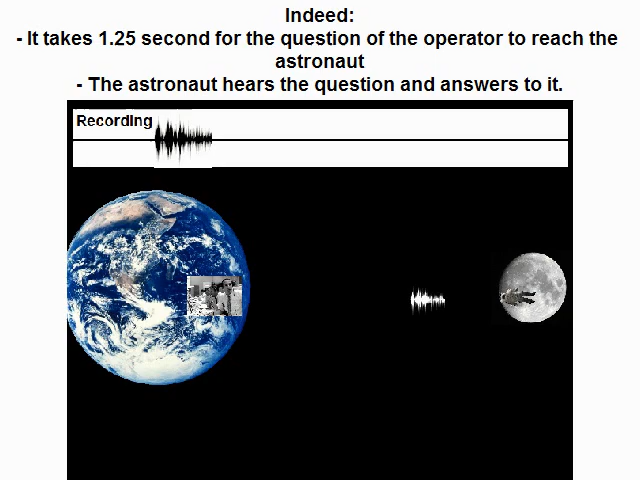 Indeed:
- It takes 1.25 second for the question of the operator to reach the
astronaut
- The astronaut hears the question and answers to it.
Recording